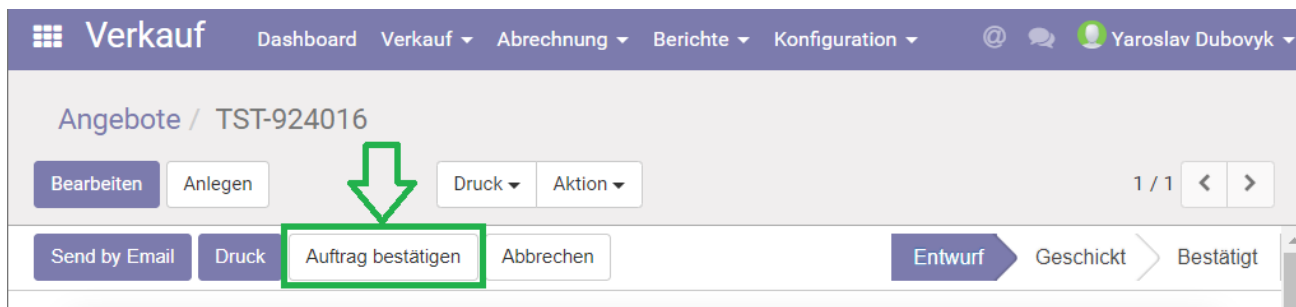 Verkauf Dashboard Verkauf Abrechnung Berichte Konfiguration @ Yaroslav Dubovyk
Angebote / TST-924016
Bearbeiten Anlegen Druck Aktion 1 / 1
Send by Email Druck Auftrag bestätigen Abbrechen Entwurf Geschickt Bestätigt